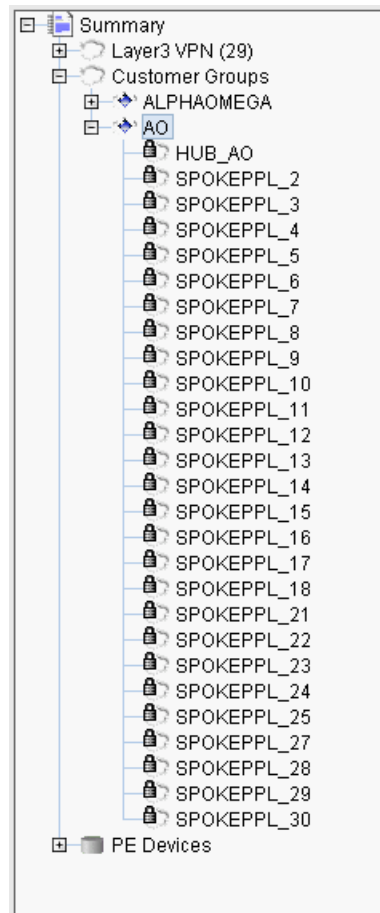 Summary
Layer3 VPN (29)
Customer Groups
ALPHAOMEGA
AO
HUB_AO
SPOKEPPL_2
SPOKEPPL_3
SPOKEPPL_4
SPOKEPPL_5
SPOKEPPL_6
SPOKEPPL_7
SPOKEPPL_8
SPOKEPPL_9
SPOKEPPL_10
SPOKEPPL_11
SPOKEPPL_12
SPOKEPPL_13
SPOKEPPL_14
SPOKEPPL_15
SPOKEPPL_16
SPOKEPPL_17
SPOKEPPL_18
SPOKEPPL_21
SPOKEPPL_22
SPOKEPPL_23
SPOKEPPL_24
SPOKEPPL_25
SPOKEPPL_27
SPOKEPPL_28
SPOKEPPL_29
SPOKEPPL_30
PE Devices